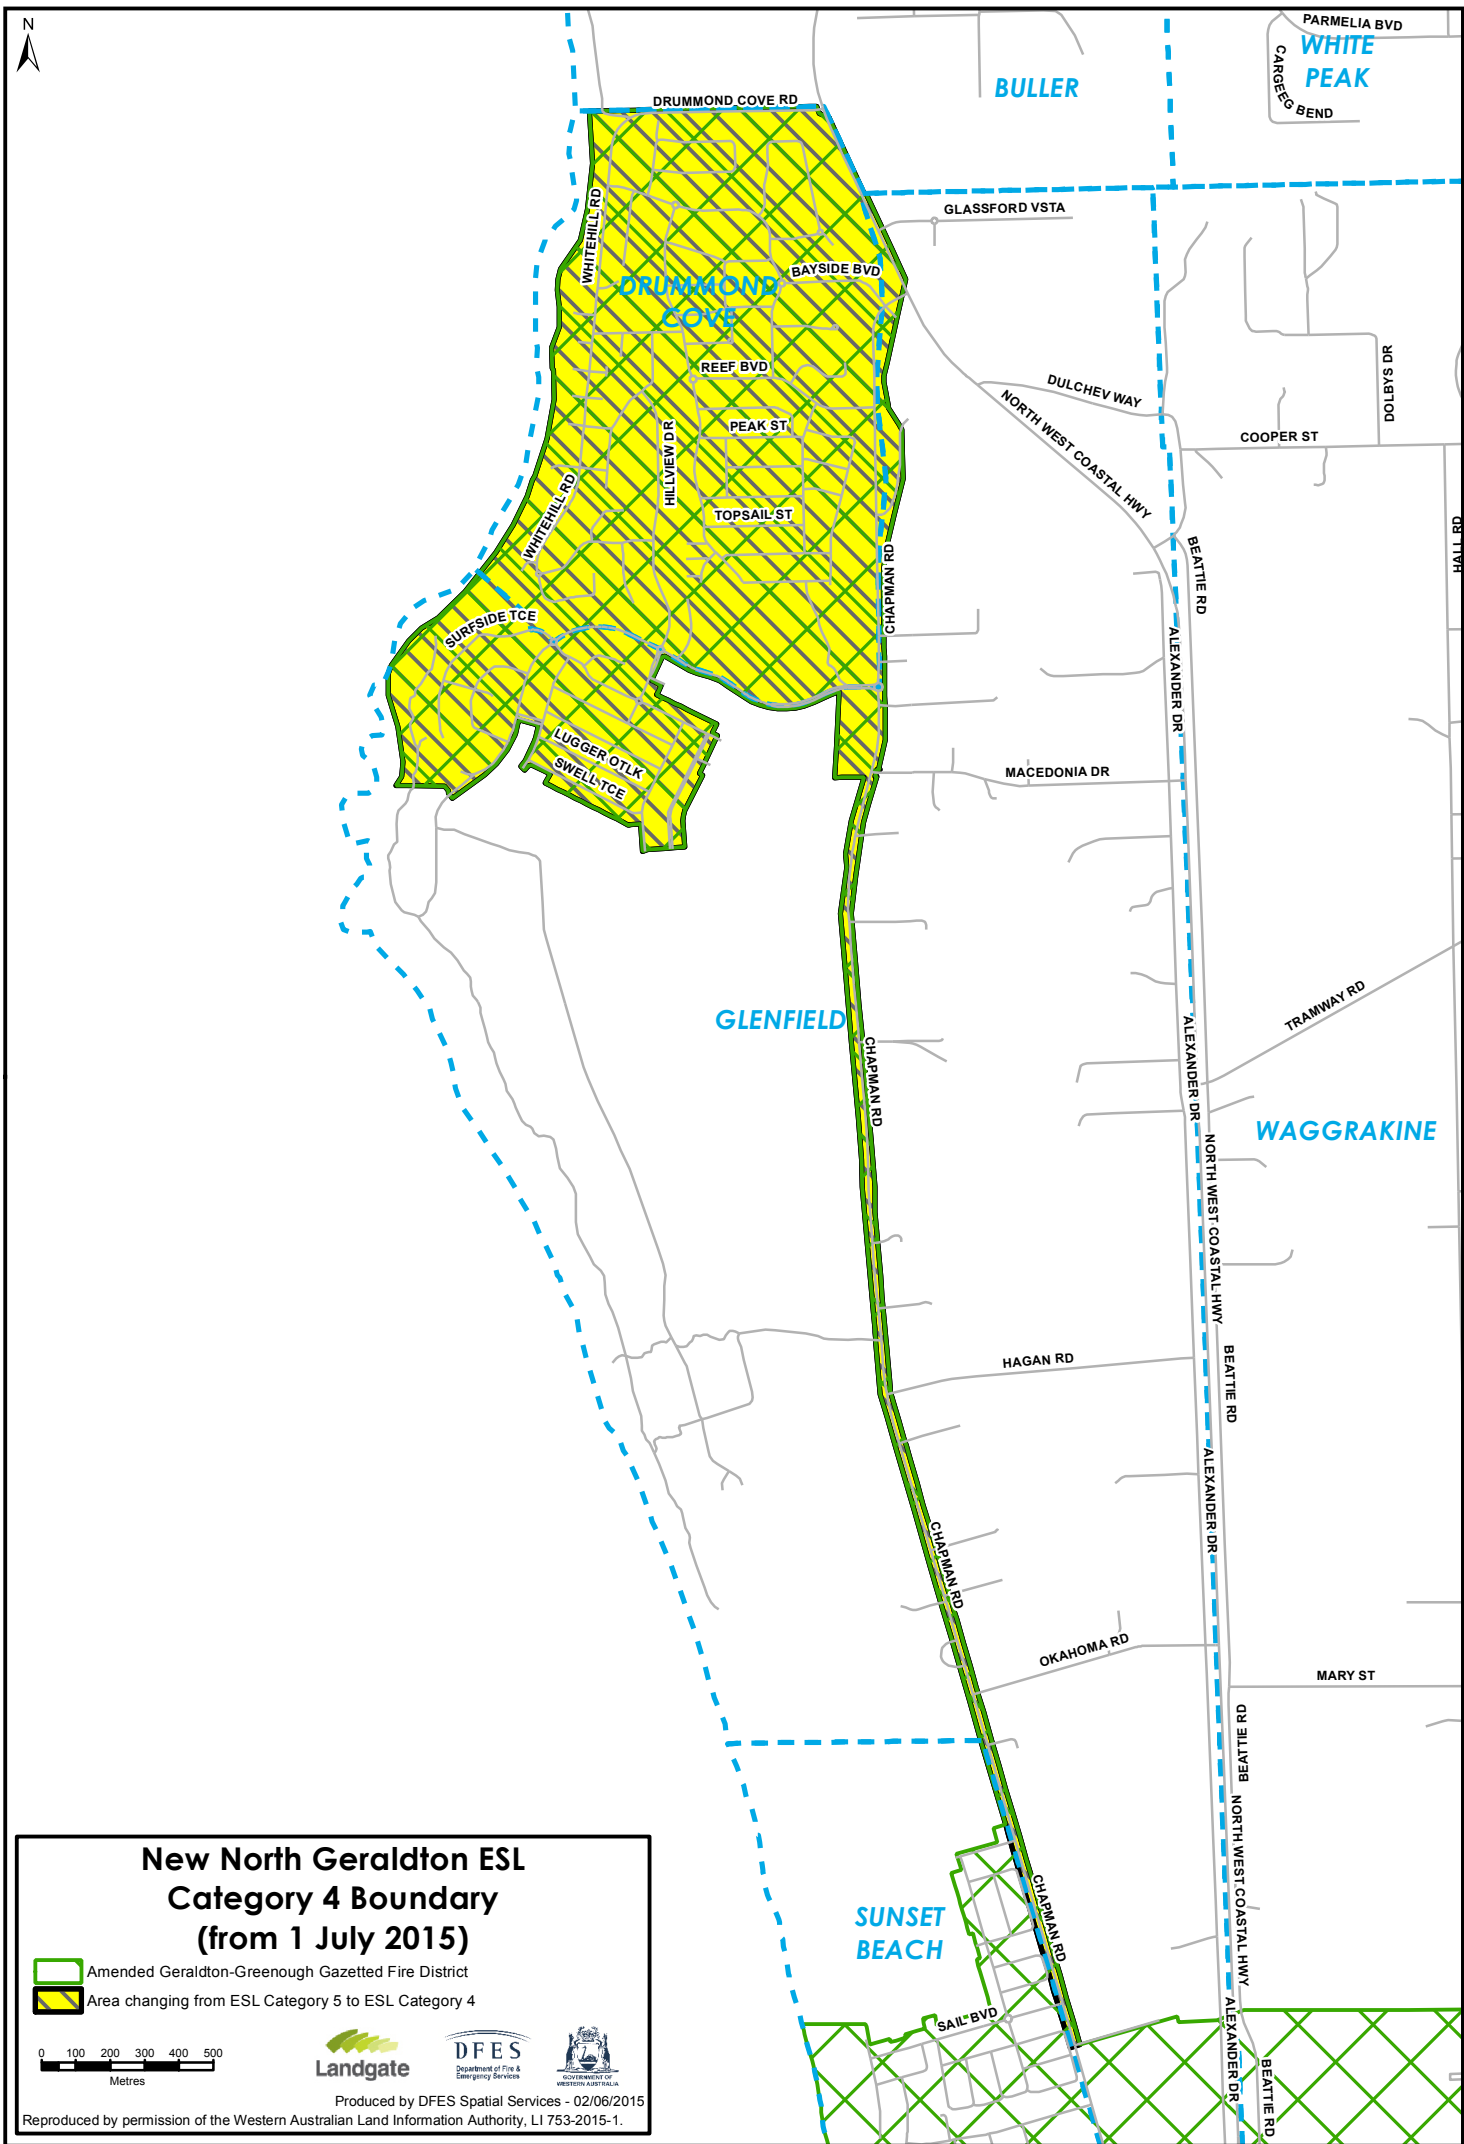 N
PARMELIA BVD
WHITE
PEAK
CARGEEG BEND
BULLER
DRUMMOND COVE RD
GLASSFORD VSTA
WHITEHILL RD
BAYSIDE BVD
DRUMMOND
COVE
REEF BVD
DULCHEV WAY
DOLBYS DR
NORTH WEST COASTAL HWY
PEAK ST
COOPER ST
HILLVIEW DR
WHITEHILL RD
TOPSAIL ST
HALL RD
CHAPMAN RD
BEATTIE RD
SURFSIDE TCE
ALEXANDER DR
LUGGER OTLK
SWELL TCE
MACEDONIA DR
GLENFIELD
TRAMWAY RD
CHAPMAN RD
ALEXANDER DR
WAGGRAKINE
NORTH WEST COASTAL HWY
HAGAN RD
BEATTIE RD
ALEXANDER DR
CHAPMAN RD
OKAHOMA RD
MARY ST
BEATTIE RD
NORTH WEST COASTAL HWY
CHAPMAN RD
SUNSET
BEACH
SAIL BVD
ALEXANDER DR
BEATTIE RD
New North Geraldton ESL
Category 4 Boundary
(from 1 July 2015)
Amended Geraldton-Greenough Gazetted Fire District
Area changing from ESL Category 5 to ESL Category 4
0 100 200 300 400 500
Metres
Landgate
DFES
Department of Fire &
Emergency Services
GOVERNMENT OF
WESTERN AUSTRALIA
Produced by DFES Spatial Services - 02/06/2015
Reproduced by permission of the Western Australian Land Information Authority, LI 753-2015-1.